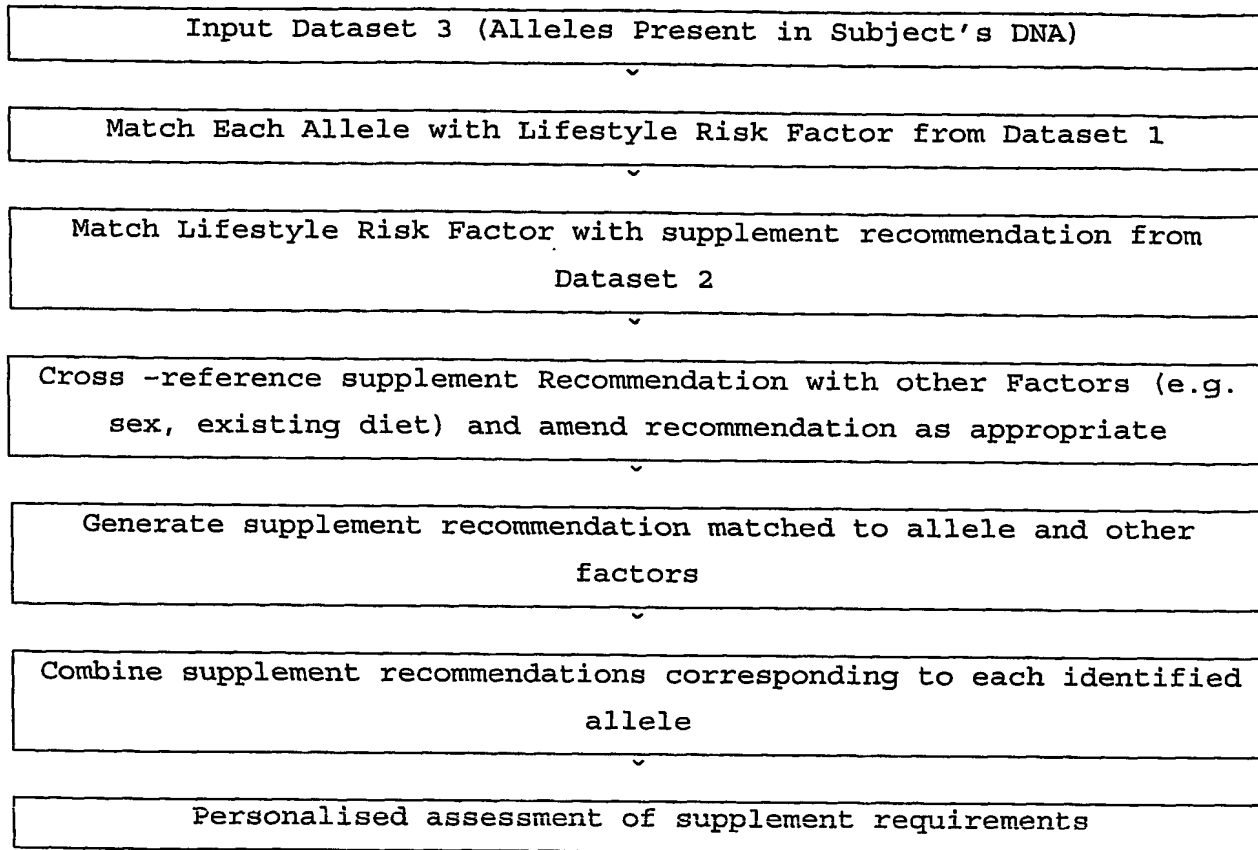 Input Dataset 3 (Alleles Present in Subject's DNA)
Match Each Allele with Lifestyle Risk Factor from Dataset 1
Match Lifestyle Risk Factor with supplement recommendation from
Dataset 2
Cross -reference supplement Recommendation with other Factors (e.g.
sex, existing diet) and amend recommendation as appropriate
Generate supplement recommendation matched to allele and other
factors
Combine supplement recommendations corresponding to each identified
allele
Personalised assessment of supplement requirements